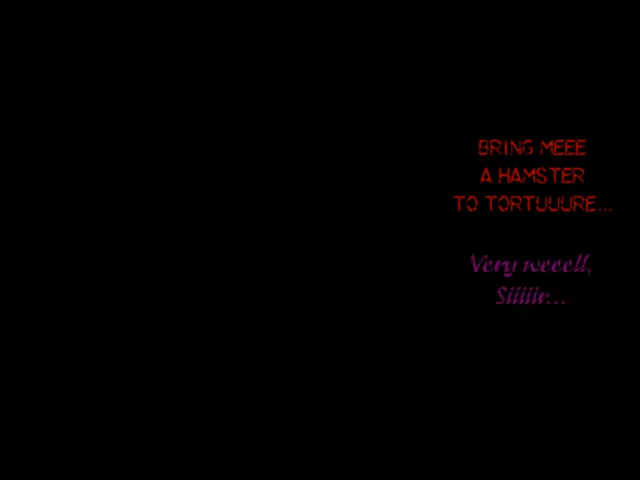 BRING MEEE
A HAMSTER
TO TORTUUURE...
Very weeell,
Siiiiir...